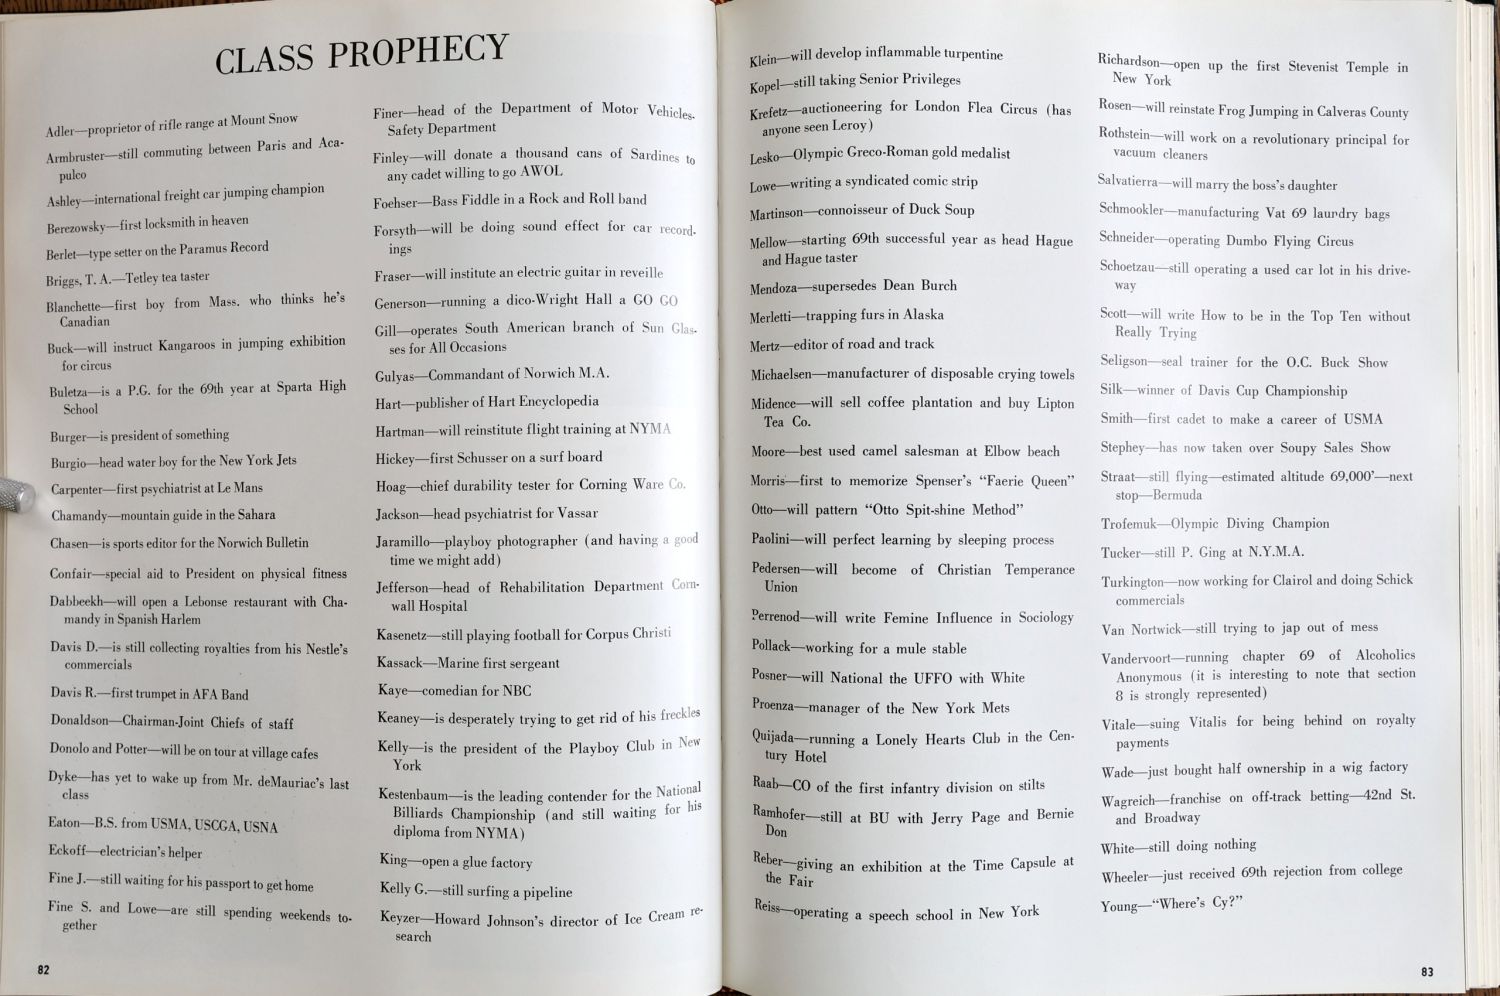 CLASS PROPHECY
Adler—proprietor of rifle range at Mount Snow
Armbruster—still commuting between Paris and Aca-
pulco
Ashley—international freight car jumping champion
Berezowsky—first locksmith in heaven
Berlet—type setter on the Paramus Record
Briggs, T. A.—Tetley tea taster
Blanchette—first boy from Mass. who thinks he's
Canadian
Buck—will instruct Kangaroos in jumping exhibition
for circus
Buletza—is a P.G. for the 69th year at Sparta High
School
Burger—is president of something
Burgio—head water boy for the New York Jets
Carpenter—first psychiatrist at Le Mans
Chamandy—mountain guide in the Sahara
Chasen—is sports editor for the Norwich Bulletin
Confair—special aid to President on physical fitness
Dabbeekh—will open a Lebonse restaurant with Cha-
mandy in Spanish Harlem
Davis D.—is still collecting royalties from his Nestle's
commercials
Davis R.—first trumpet in AFA Band
Donaldson—Chairman-Joint Chiefs of staff
Donolo and Potter—will be on tour at village cafes
Dyke—has yet to wake up from Mr. deMauriac's last
class
Eaton—B.S. from USMA, USCGA, USNA
Eckoff—electrician's helper
Fine J.—still waiting for his passport to get home
Fine S. and Lowe—are still spending weekends to-
gether
82
Finer—head of the Department of Motor Vehicles-
Safety Department
Finley—will donate a thousand cans of Sardines to
any cadet willing to go AWOL
Foehser—Bass Fiddle in a Rock and Roll band
Forsyth—will be doing sound effect for car record-
ings
Fraser—will institute an electric guitar in reveille
Generson—running a dico-Wright Hall a GO GO
Gill—operates South American branch of Sun Glas-
ses for All Occasions
Gulyas—Commandant of Norwich M.A.
Hart—publisher of Hart Encyclopedia
Hartman—will reinstitute flight training at NYMA
Hickey—first Schusser on a surf board
Hoag—chief durability tester for Corning Ware Co.
Jackson—head psychiatrist for Vassar
Jaramillo—playboy photographer (and having a good
time we might add)
Jefferson—head of Rehabilitation Department Corn-
wall Hospital
Kasenetz—still playing football for Corpus Christi
Kassack—Marine first sergeant
Kaye—comedian for NBC
Keaney—is desperately trying to get rid of his freckles
Kelly—is the president of the Playboy Club in New
York
Kestenbaum—is the leading contender for the National
Billiards Championship (and still waiting for his
diploma from NYMA)
King—open a glue factory
Kelly G.—still surfing a pipeline
Keyzer—Howard Johnson's director of Ice Cream re-
search
Klein—will develop inflammable turpentine
Kopel—still taking Senior Privileges
Krefetz—auctioneering for London Flea Circus (has
anyone seen Leroy)
Lesko—Olympic Greco-Roman gold medalist
Lowe—writing a syndicated comic strip
Martinson—connoisseur of Duck Soup
Mellow—starting 69th successful year as head Hague
and Hague taster
Mendoza—supersedes Dean Burch
Merletti—trapping furs in Alaska
Mertz—editor of road and track
Michaelsen—manufacturer of disposable crying towels
Midence—will sell coffee plantation and buy Lipton
Tea Co.
Moore—best used camel salesman at Elbow beach
Morris—first to memorize Spenser's "Faerie Queen"
Otto—will pattern "Otto Spit-shine Method"
Paolini—will perfect learning by sleeping process
Pedersen—will become of Christian Temperance
Union
Perrenod—will write Femine Influence in Sociology
Pollack—working for a mule stable
Posner—will National the UFFO with White
Proenza—manager of the New York Mets
Quijada—running a Lonely Hearts Club in the Cen-
tury Hotel
Raab—CO of the first infantry division on stilts
Ramhofer—still at BU with Jerry Page and Bernie
Don
Reber—giving an exhibition at the Time Capsule at
the Fair
Reiss—operating a speech school in New York
Richardson—open up the first Stevenist Temple in
New York
Rosen—will reinstate Frog Jumping in Calveras County
Rothstein—will work on a revolutionary principal for
vacuum cleaners
Salvatierra—will marry the boss's daughter
Schmookler—manufacturing Vat 69 laundry bags
Schneider—operating Dumbo Flying Circus
Schoetzau—still operating a used car lot in his drive-
way
Scott—will write How to be in the Top Ten without
Really Trying
Seligson—seal trainer for the O.C. Buck Show
Silk—winner of Davis Cup Championship
Smith—first cadet to make a career of USMA
Stephey—has now taken over Soupy Sales Show
Straat—still flying—estimated altitude 69,000'—next
stop—Bermuda
Trofemuk—Olympic Diving Champion
Tucker—still P. Ging at N.Y.M.A.
Turkington—now working for Clairol and doing Schick
commercials
Van Nortwick—still trying to jap out of mess
Vandervoort—running chapter 69 of Alcoholics
Anonymous (it is interesting to note that section
8 is strongly represented)
Vitale—suing Vitalis for being behind on royalty
payments
Wade—just bought half ownership in a wig factory
Wagreich—franchise on off-track betting—42nd St.
and Broadway
White—still doing nothing
Wheeler—just received 69th rejection from college
Young—"Where's Cy?"
83